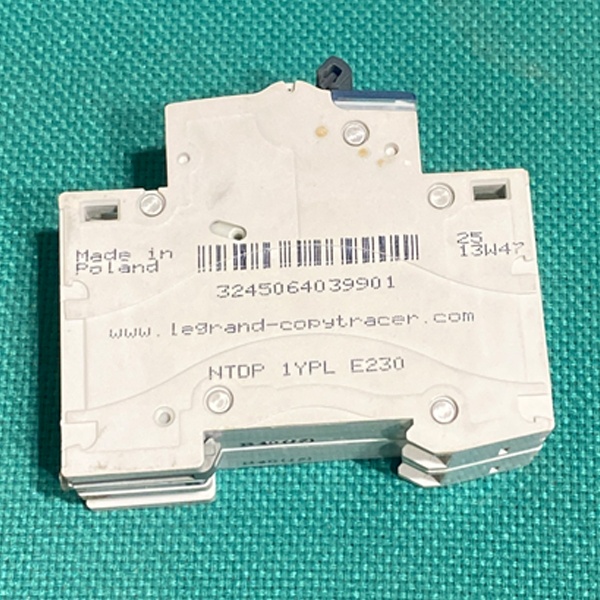 Made in
Poland
25
13W47
3245064039901
www.legrand-copytracer.com
NTDP 1YPL E230